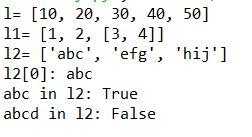 l= [10, 20, 30, 40, 50]
l1= [1, 2, [3, 4]]
l2= ['abc', 'efg', 'hij']
l2[0]: abc
abc in l2: True
abcd in l2: False